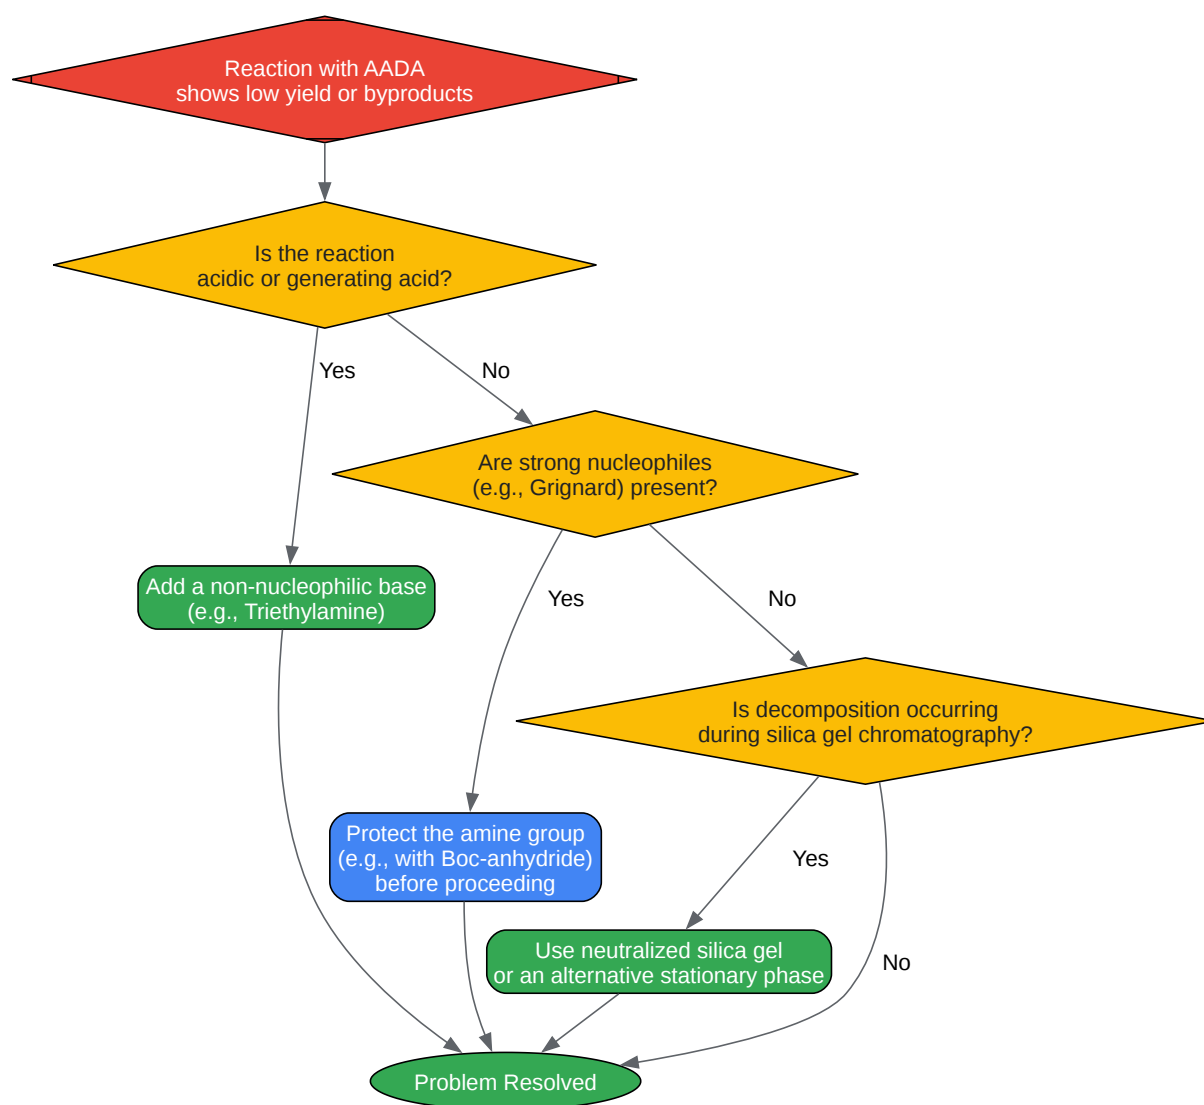 Reaction with AADA
shows low yield or byproducts
Is the reaction
acidic or generating acid?
Yes
No
Are strong nucleophiles
(e.g., Grignard) present?
Add a non-nucleophilic base
(e.g., Triethylamine)
Yes
No
Is decomposition occurring
during silica gel chromatography?
Protect the amine group
(e.g., with Boc-anhydride)
before proceeding
Yes
Use neutralized silica gel
or an alternative stationary phase
No
Problem Resolved